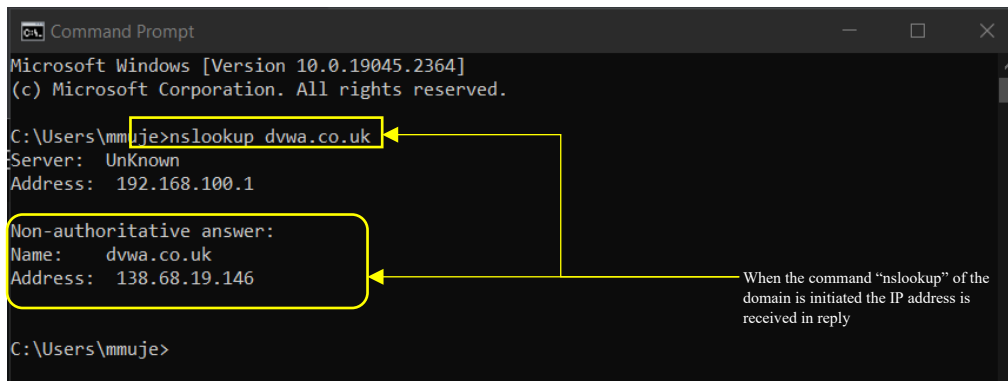 Command Prompt
Microsoft Windows [Version 10.0.19045.2364]
(c) Microsoft Corporation. All rights reserved.
C:\Users\mmuje>nslookup dvwa.co.uk
Server:  UnKnown
Address:  192.168.100.1
Non-authoritative answer:
Name:    dvwa.co.uk
Address:  138.68.19.146
When the command “nslookup” of the
domain is initiated the IP address is
received in reply
C:\Users\mmuje>